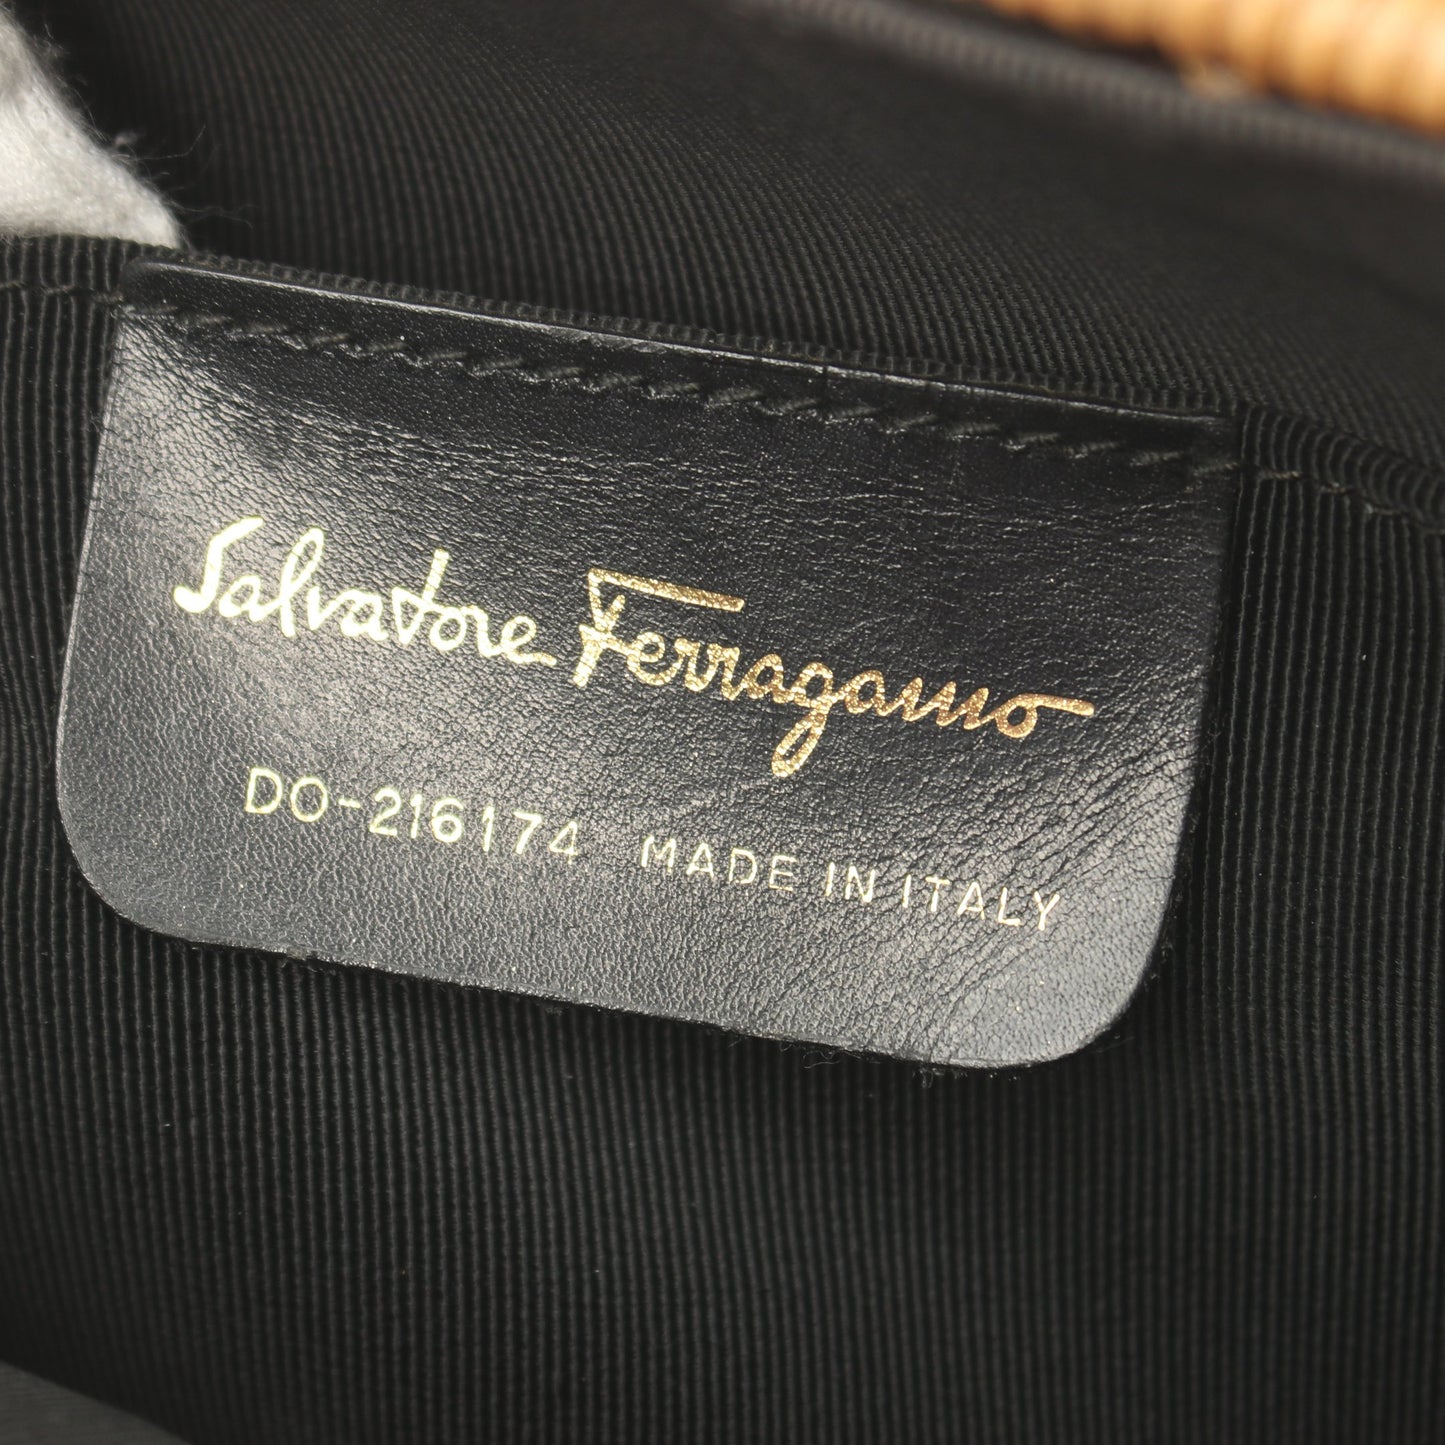 Salvatore Ferragamo
DO-216174 MADE IN ITALY